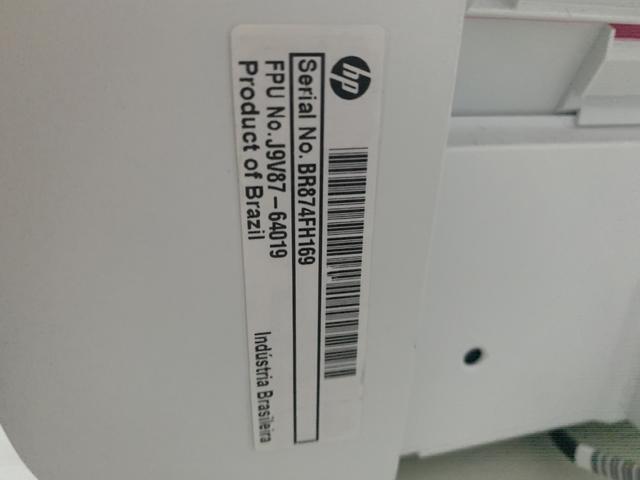 hp
Serial No. BR874FH169
FPU No.J9V87-64019
Product of Brazil
Indústria Brasileira